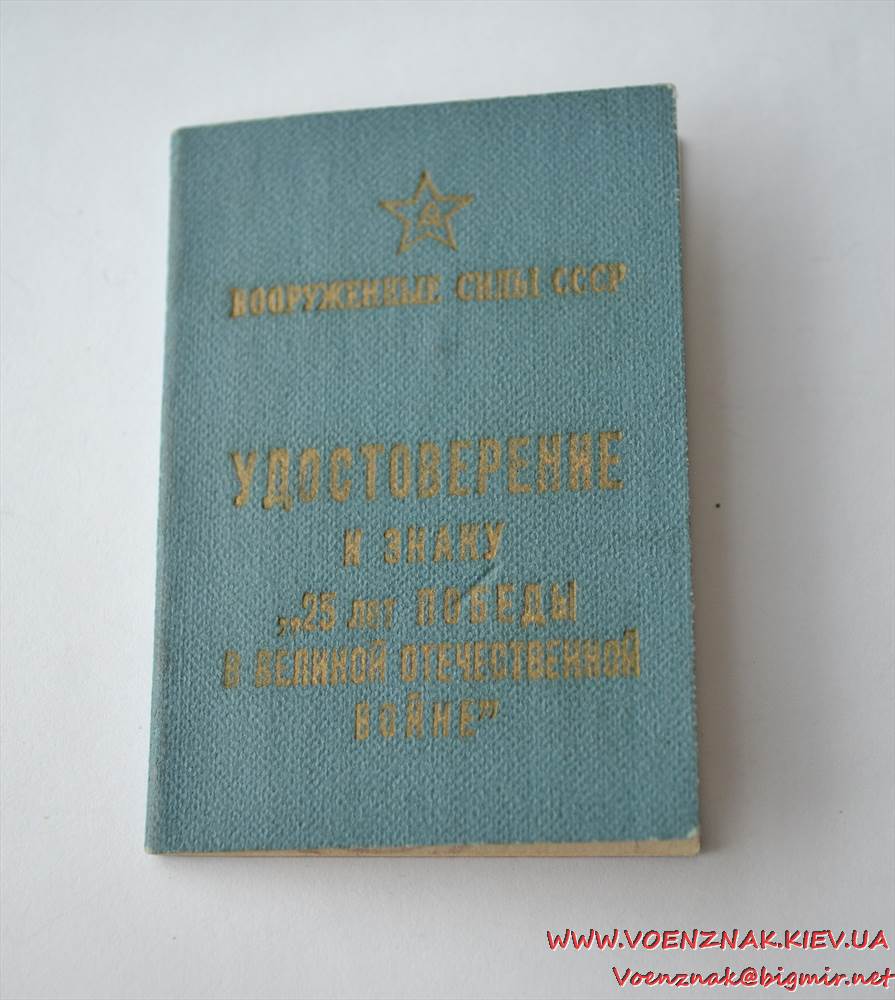 ВООРУЖЕННЫЕ СИЛЫ СССР
УДОСТОВЕРЕНИЕ
К ЗНАКУ
„25 лет ПОБЕДЫ
В ВЕЛИКОЙ ОТЕЧЕСТВЕННОЙ
ВОЙНЕ”
WWW.VOENZNAK.KIEV.UA
Voenznak@bigmir.net